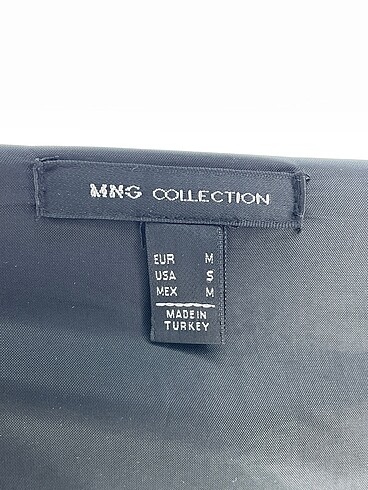 MNG COLLECTION
EUR M
USA S
MEX M
MADE IN
TURKEY